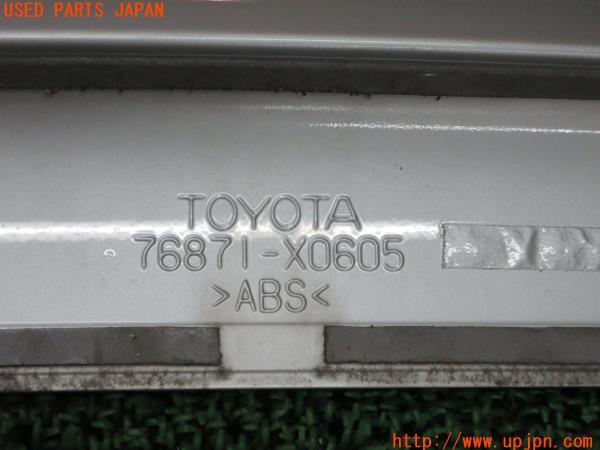 USED PARTS JAPAN
TOYOTA
76871-X0605
>ABS<
http://www.upjpn.com